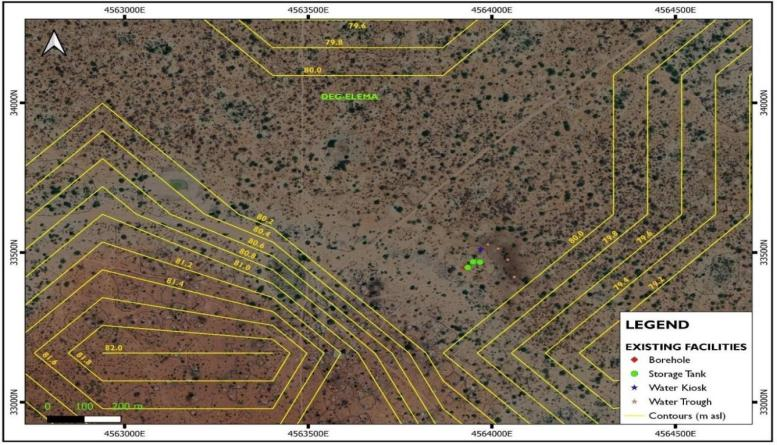 4563000E 4563500E 4564000E 4564500E
79.6
79.8
80.0
DEG-ELEMA
34000N 34000N
80.2
80.4
80.6
80.8
81.0
81.2
81.4
80.0
79.8
79.6
33500N 33500N
82.0
81.8
81.6
LEGEND
EXISTING FACILITIES
Borehole
Storage Tank
Water Kiosk
Water Trough
Contours (m asl)
0 100 200 m
33000N 33000N
4563000E 4563500E 4564000E 4564500E